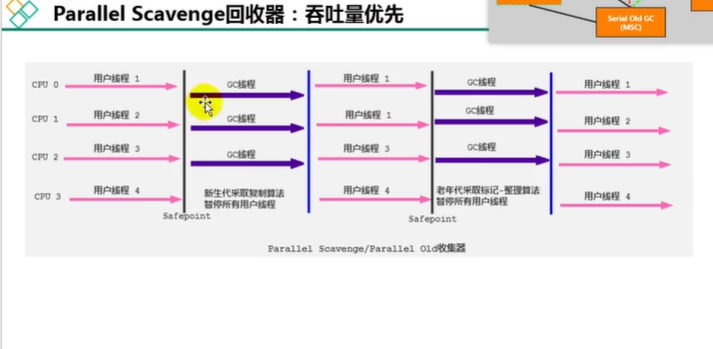 Parallel Scavenge回收器：吞吐量优先
Serial Old GC
(MSC)
CPU 0
用户线程 1
GC线程
用户线程 1
GC线程
用户线程 1
CPU 1
用户线程 2
GC线程
用户线程 1
GC线程
用户线程 2
CPU 2
用户线程 3
GC线程
用户线程 3
GC线程
用户线程 3
CPU 3
用户线程 4
新生代采取复制算法
暂停所有用户线程
用户线程 4
老年代采取标记-整理算法
暂停所有用户线程
用户线程 4
Safepoint
Safepoint
Parallel Scavenge/Parallel Old收集器